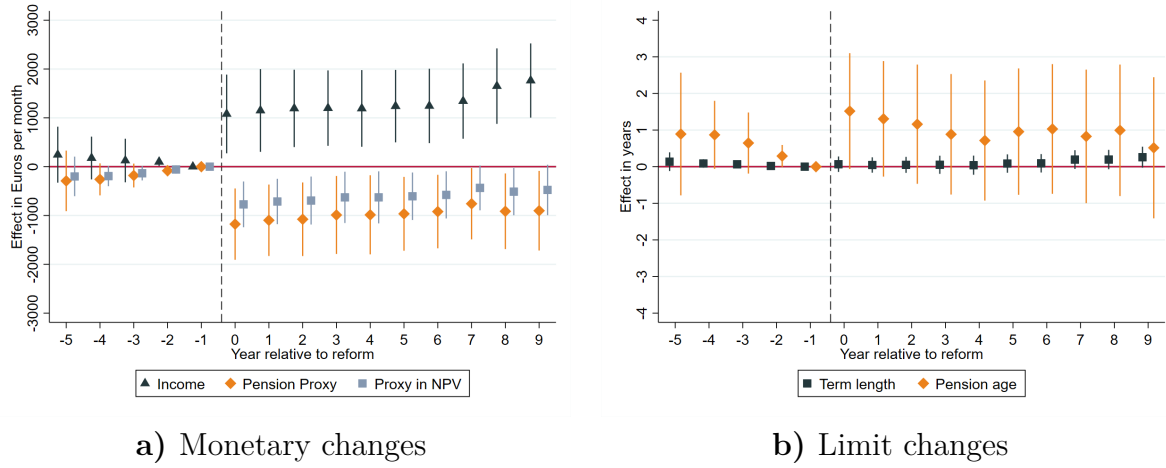 Effect in Euros per month
3000
2000
1000
0
-1000
-2000
-3000
-5 -4 -3 -2 -1 0 1 2 3 4 5 6 7 8 9
Year relative to reform
Income Pension Proxy Proxy in NPV
a) Monetary changes
Effect in years
4
3
2
1
0
-1
-2
-3
-4
-5 -4 -3 -2 -1 0 1 2 3 4 5 6 7 8 9
Year relative to reform
Term length Pension age
b) Limit changes